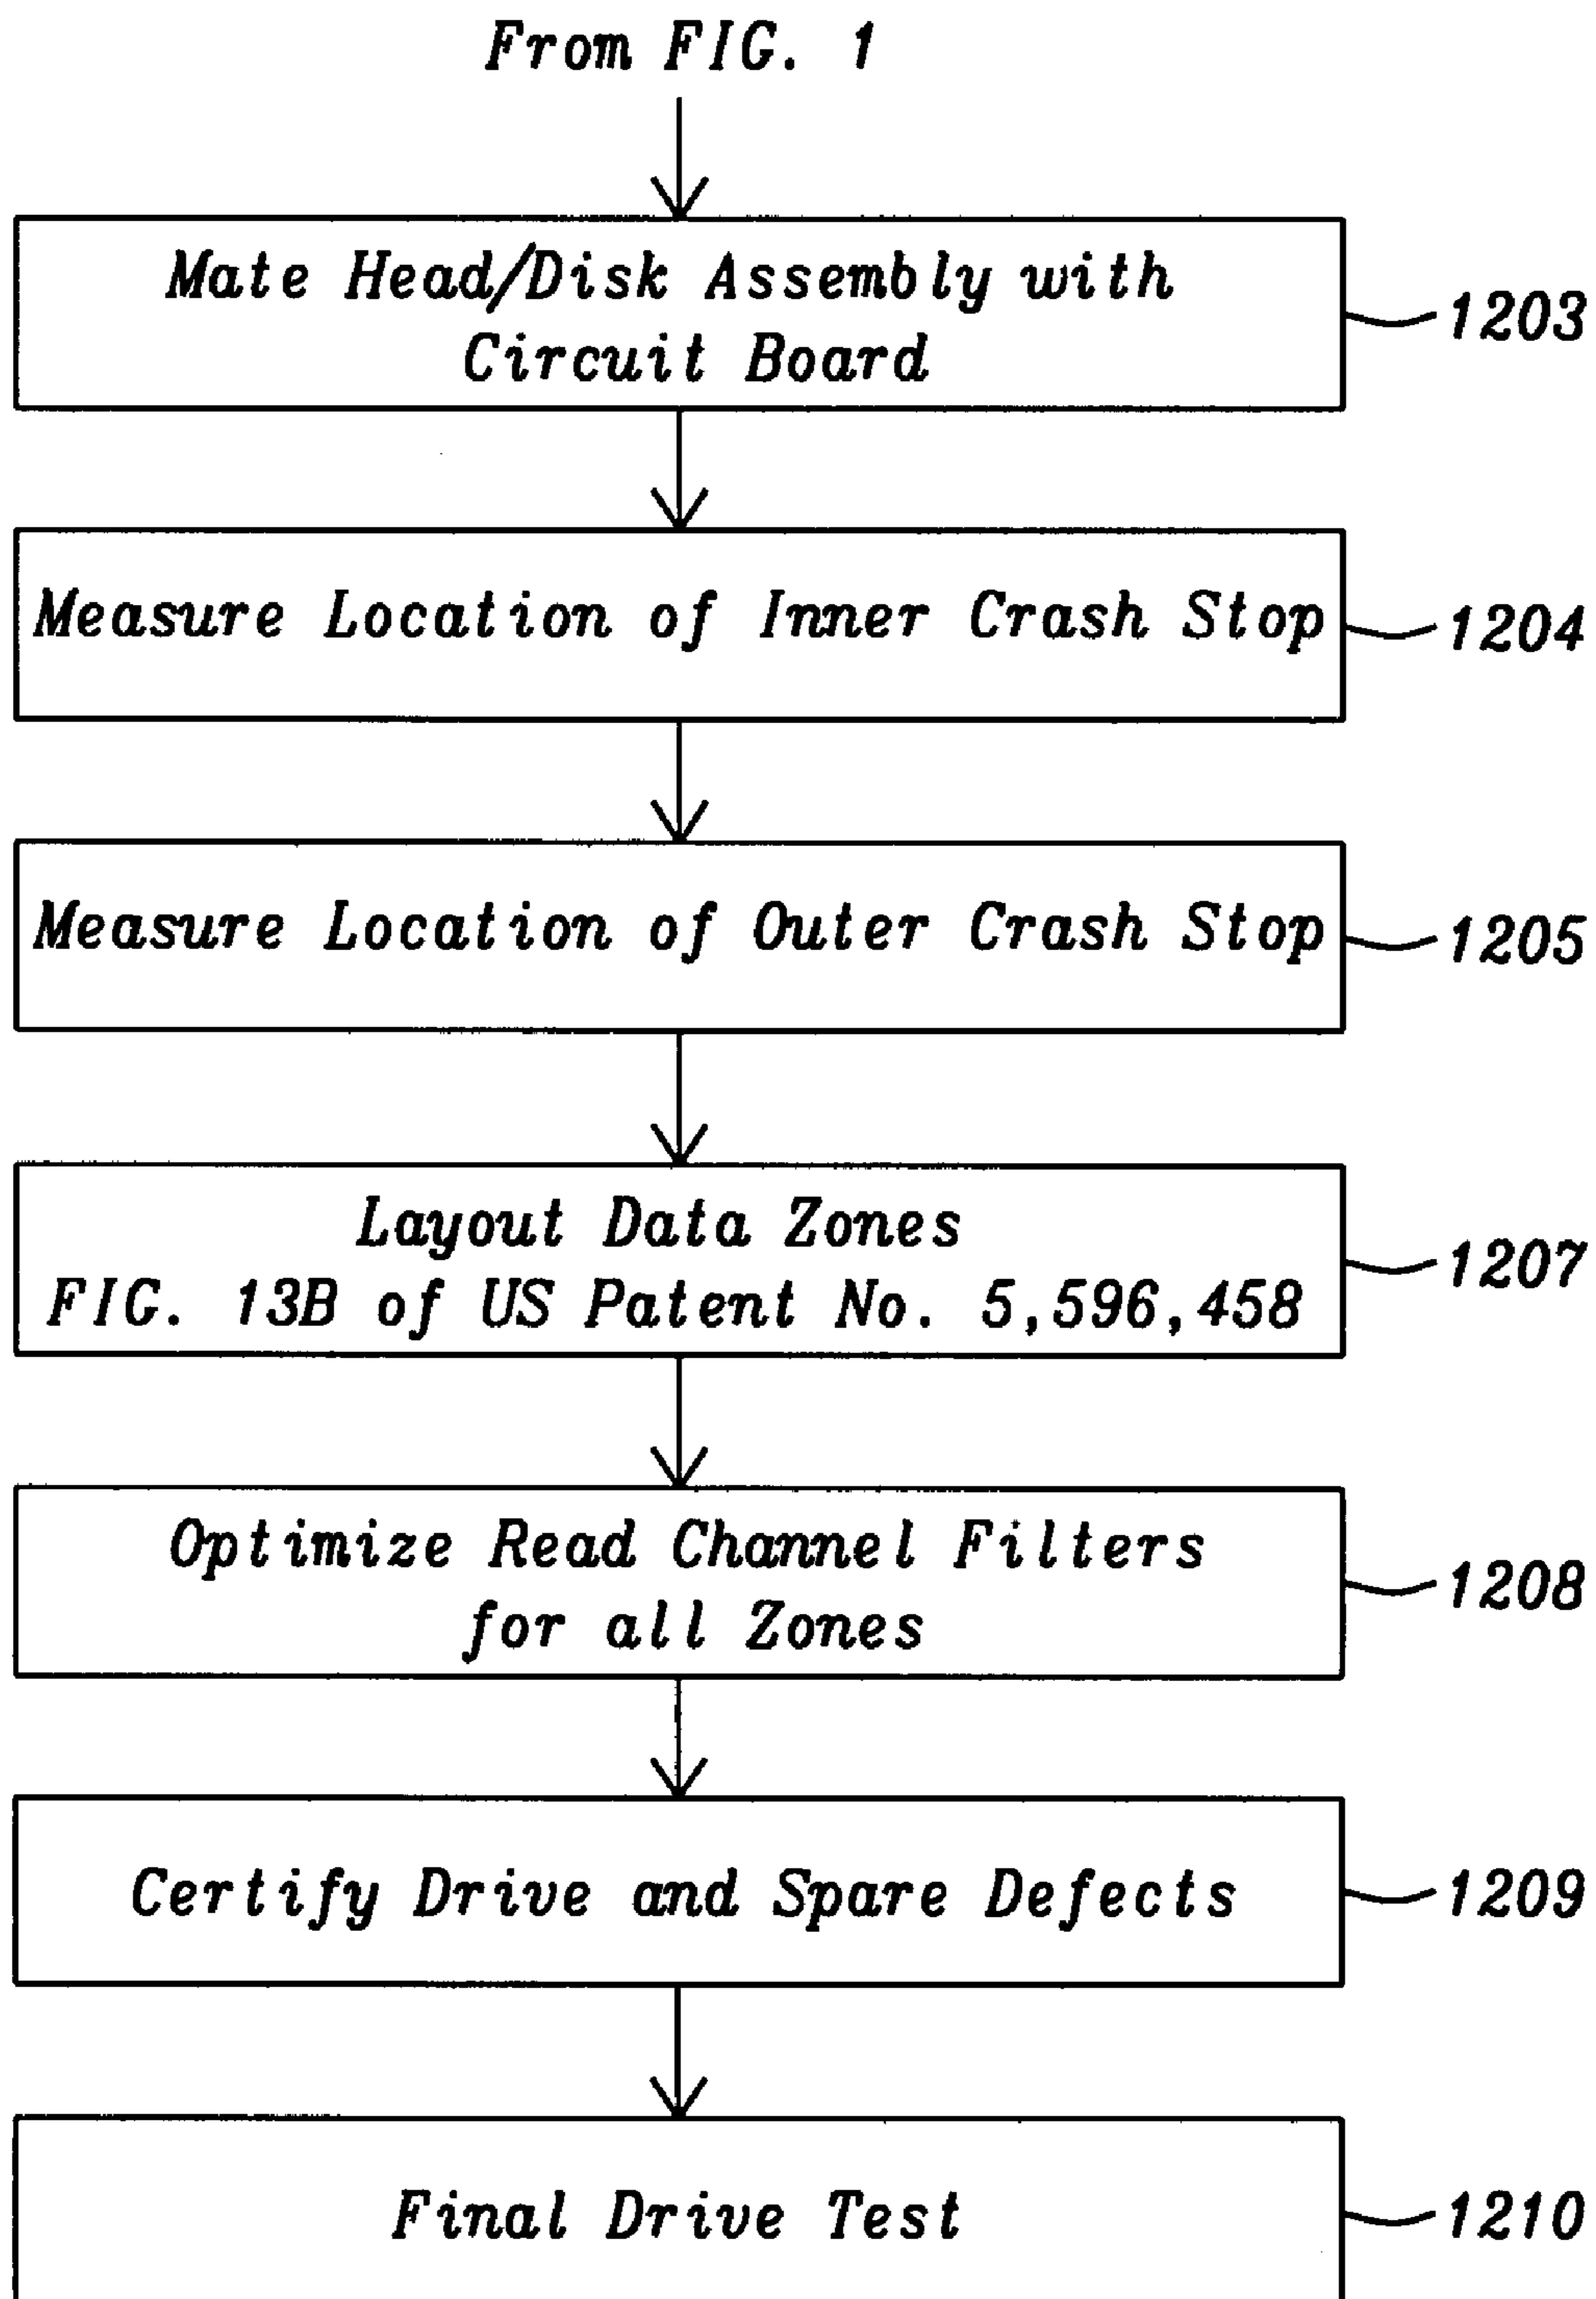 From FIG. 1
Mate Head/Disk Assembly with
Circuit Board
1203
Measure Location of Inner Crash Stop
1204
Measure Location of Outer Crash Stop
1205
Layout Data Zones
FIG. 13B of US Patent No. 5,596,458
1207
Optimize Read Channel Filters
for all Zones
1208
Certify Drive and Spare Defects
1209
Final Drive Test
1210